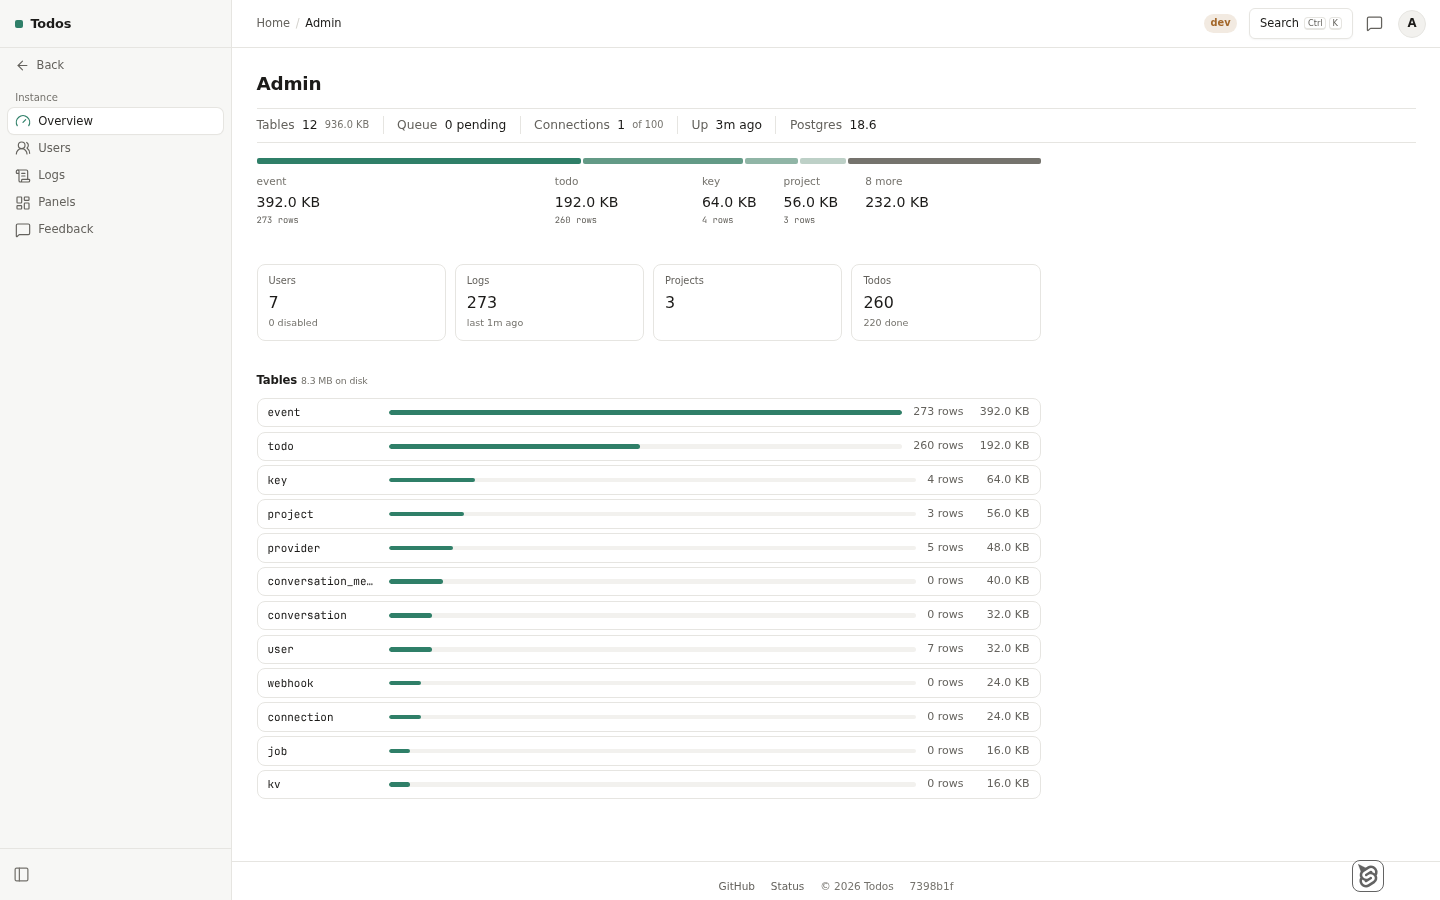 Todos
Home / Admin
dev
Search Ctrl K
A
Back
Instance
Overview
Users
Logs
Panels
Feedback
Admin
Tables 12 936.0 KB
Queue 0 pending
Connections 1 of 100
Up 3m ago
Postgres 18.6
event
392.0 KB
273 rows
todo
192.0 KB
260 rows
key
64.0 KB
4 rows
project
56.0 KB
3 rows
8 more
232.0 KB
Users
7
0 disabled
Logs
273
last 1m ago
Projects
3
Todos
260
220 done
Tables 8.3 MB on disk
event 273 rows 392.0 KB
todo 260 rows 192.0 KB
key 4 rows 64.0 KB
project 3 rows 56.0 KB
provider 5 rows 48.0 KB
conversation_me… 0 rows 40.0 KB
conversation 0 rows 32.0 KB
user 7 rows 32.0 KB
webhook 0 rows 24.0 KB
connection 0 rows 24.0 KB
job 0 rows 16.0 KB
kv 0 rows 16.0 KB
GitHub Status © 2026 Todos 7398b1f